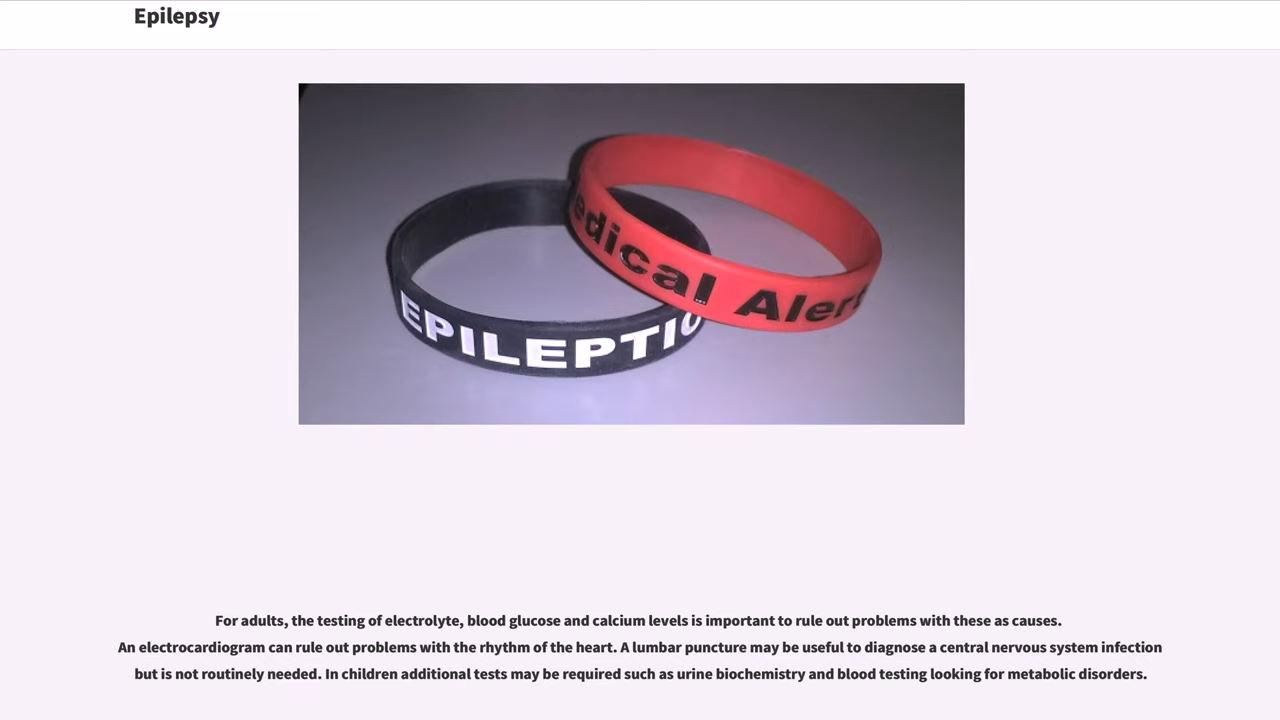 Epilepsy
edical Alert
EPILEPTIC
For adults, the testing of electrolyte, blood glucose and calcium levels is important to rule out problems with these as causes.
An electrocardiogram can rule out problems with the rhythm of the heart. A lumbar puncture may be useful to diagnose a central nervous system infection
but is not routinely needed. In children additional tests may be required such as urine biochemistry and blood testing looking for metabolic disorders.